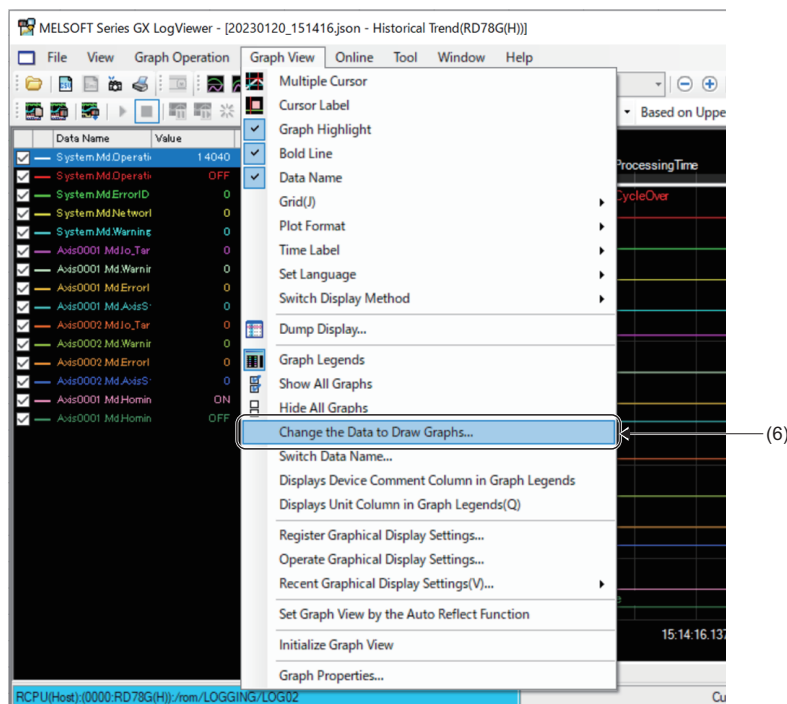 MELSOFT Series GX LogViewer - [20230120_151416.json - Historical Trend(RD78G(H))]
File View Graph Operation Graph View Online Tool Window Help
Based on Uppe
Data Name Value
System.Md.Operati 14040
System.Md.Operati OFF
System.Md.ErrorID 0
System.Md.Networl 0
System.Md.Warning 0
Axis0001 Md.Io_Tar 0
Axis0001 Md.Warnir 0
Axis0001 Md.Errorl 0
Axis0001 Md.AxisS 0
Axis0002 Md.Io_Tar 0
Axis0002 Md.Warnir 0
Axis0002 Md.Errorl 0
Axis0002 Md.AxisS 0
Axis0001 Md.Homin ON
Axis0001 Md.Homin OFF
Multiple Cursor
Cursor Label
Graph Highlight
Bold Line
Data Name
Grid(J)
Plot Format
Time Label
Set Language
Switch Display Method
Dump Display...
Graph Legends
Show All Graphs
Hide All Graphs
Change the Data to Draw Graphs...
(6)
Switch Data Name...
Displays Device Comment Column in Graph Legends
Displays Unit Column in Graph Legends(Q)
Register Graphical Display Settings...
Operate Graphical Display Settings...
Recent Graphical Display Settings(V)...
Set Graph View by the Auto Reflect Function
Initialize Graph View
Graph Properties...
ProcessingTime
CycleOver
15:14:16.137
RCPU(Host):(0000:RD78G(H)):/rom/LOGGING/LOG02
Cu